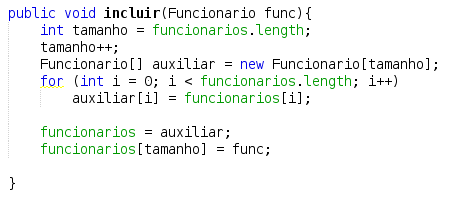 public void incluir(Funcionario func){
    int tamanho = funcionarios.length;
    tamanho++;
    Funcionario[] auxiliar = new Funcionario[tamanho];
    for (int i = 0; i < funcionarios.length; i++)
        auxiliar[i] = funcionarios[i];

    funcionarios = auxiliar;
    funcionarios[tamanho] = func;

}